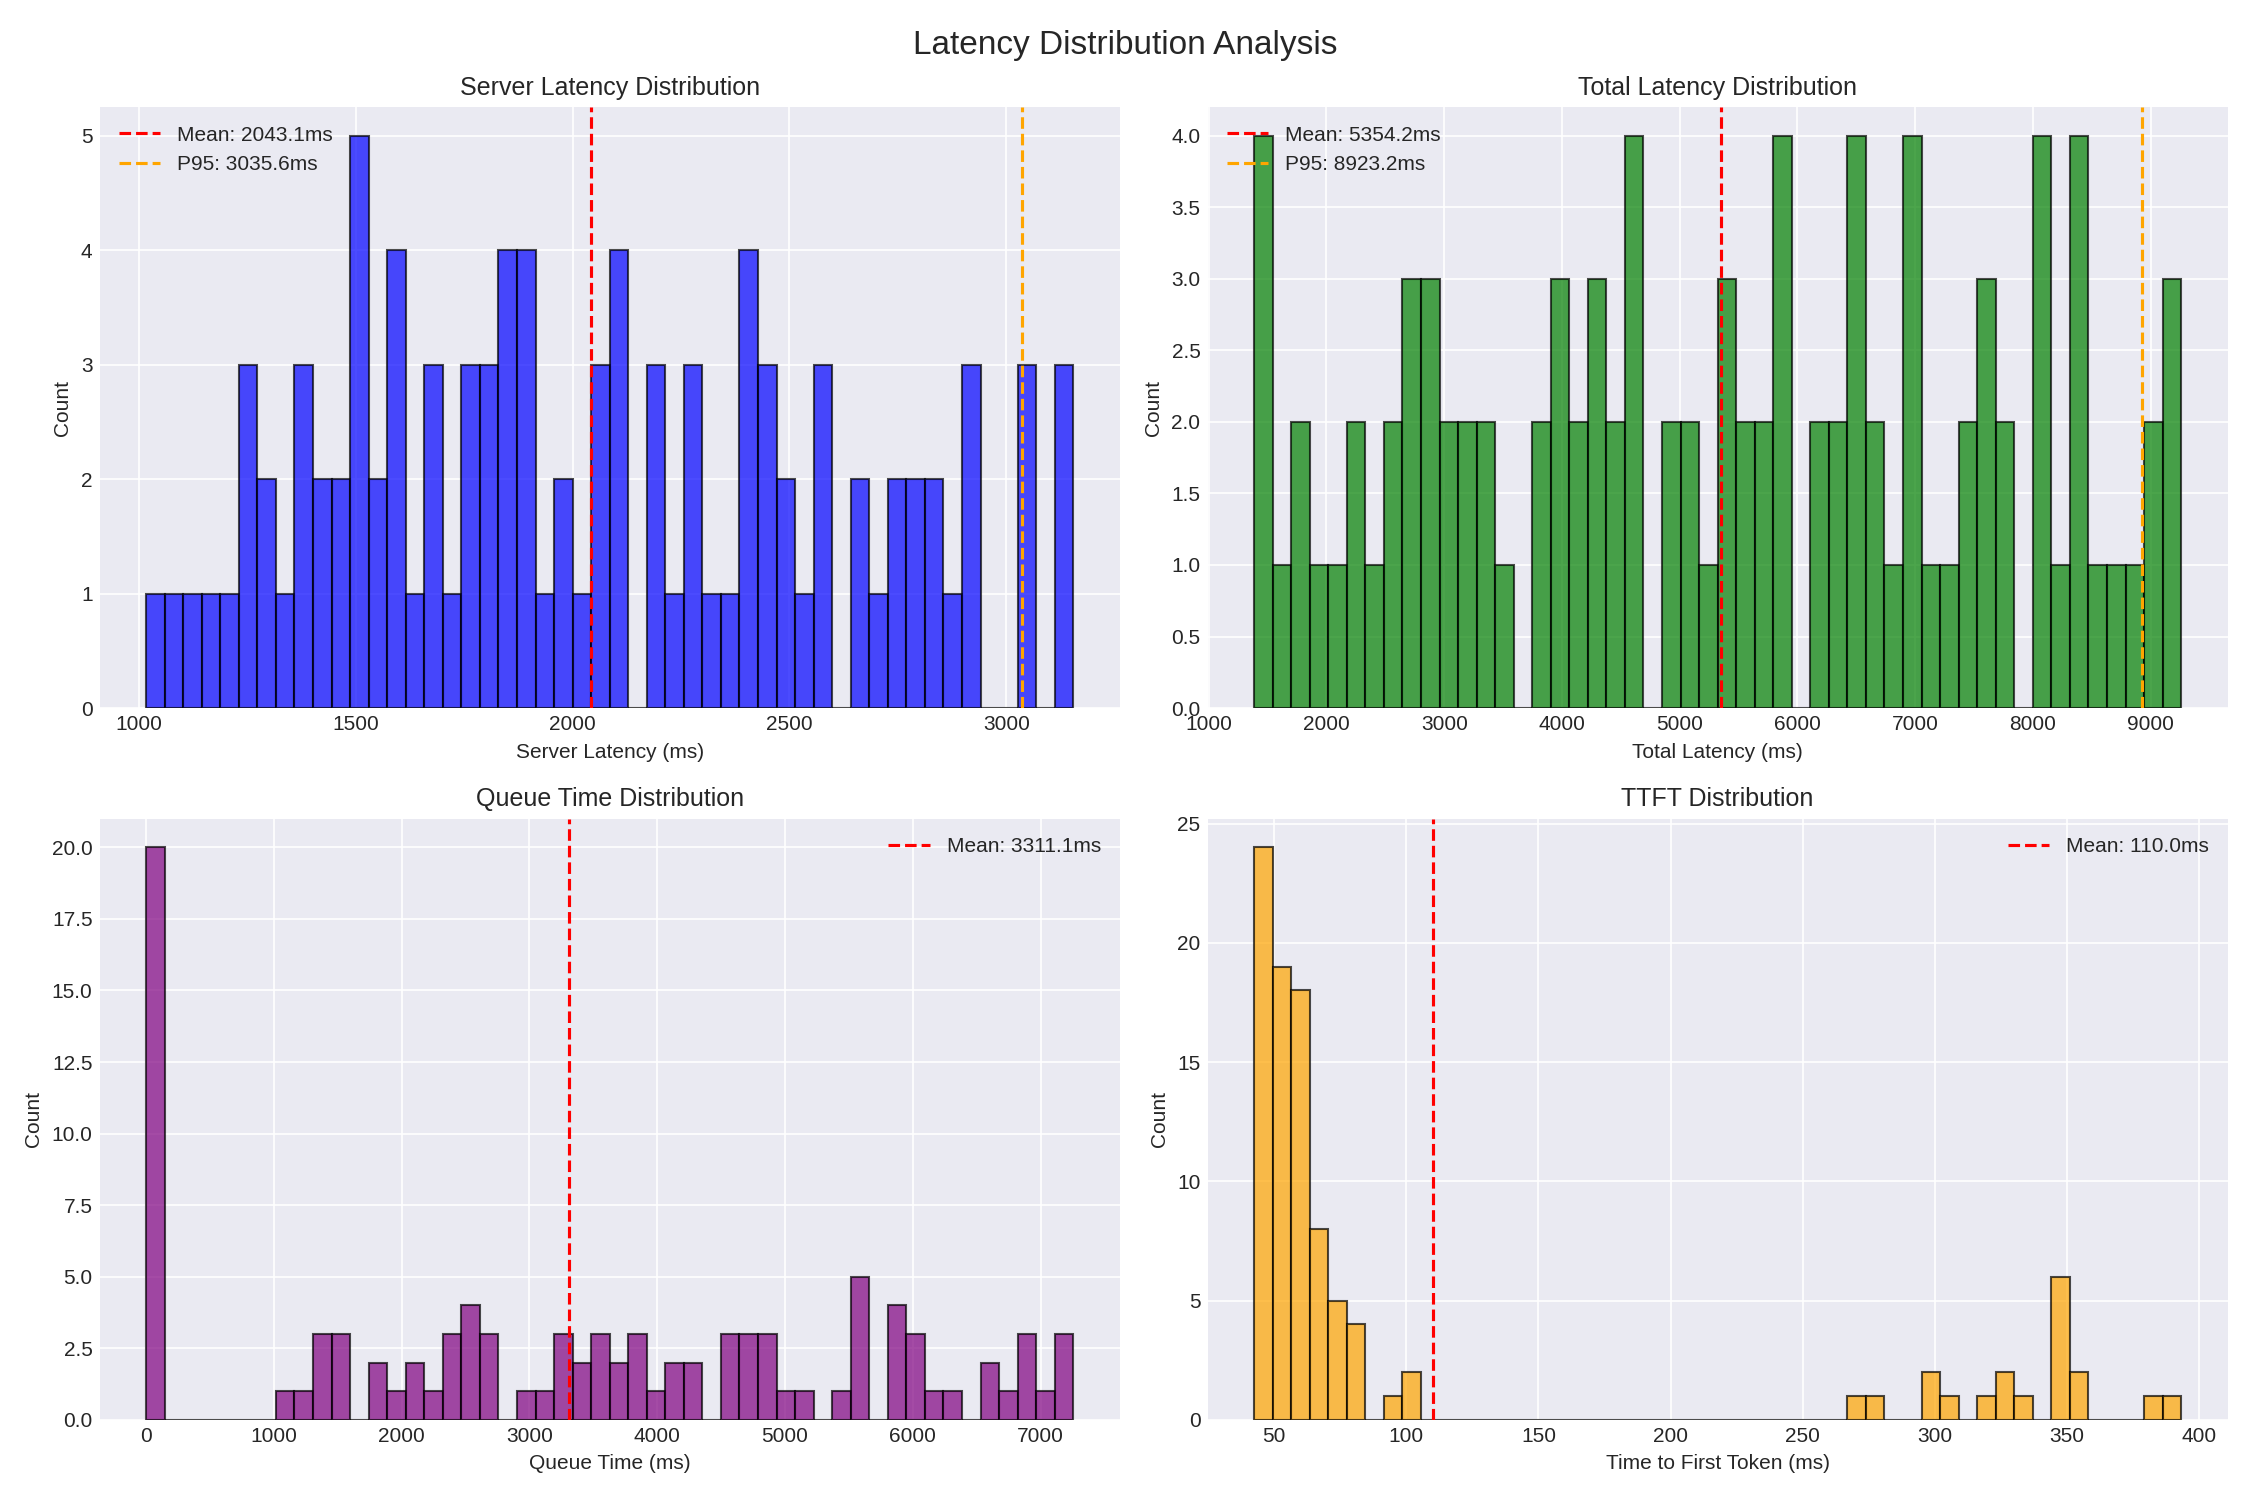 Latency Distribution Analysis
Server Latency Distribution
Mean: 2043.1ms
P95: 3035.6ms
5
4
3
2
1
0
Count
1000 1500 2000 2500 3000
Server Latency (ms)
Total Latency Distribution
Mean: 5354.2ms
P95: 8923.2ms
4.0
3.5
3.0
2.5
2.0
1.5
1.0
0.5
0.0
Count
1000 2000 3000 4000 5000 6000 7000 8000 9000
Total Latency (ms)
Queue Time Distribution
Mean: 3311.1ms
20.0
17.5
15.0
12.5
10.0
7.5
5.0
2.5
0.0
Count
0 1000 2000 3000 4000 5000 6000 7000
Queue Time (ms)
TTFT Distribution
Mean: 110.0ms
25
20
15
10
5
0
Count
50 100 150 200 250 300 350 400
Time to First Token (ms)